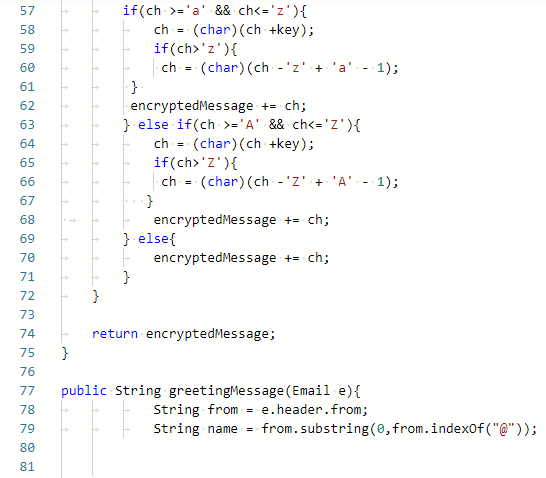 57 if(ch >='a' && ch<='z'){
58 ch = (char)(ch +key);
59 if(ch>'z'){
60 ch = (char)(ch -'z' + 'a' - 1);
61 }
62 encryptedMessage += ch;
63 } else if(ch >='A' && ch<='Z'){
64 ch = (char)(ch +key);
65 if(ch>'Z'){
66 ch = (char)(ch -'Z' + 'A' - 1);
67 }
68 encryptedMessage += ch;
69 } else{
70 encryptedMessage += ch;
71 }
72 }
73
74 return encryptedMessage;
75 }
76
77 public String greetingMessage(Email e){
78 String from = e.header.from;
79 String name = from.substring(0,from.indexOf("@"));
80
81